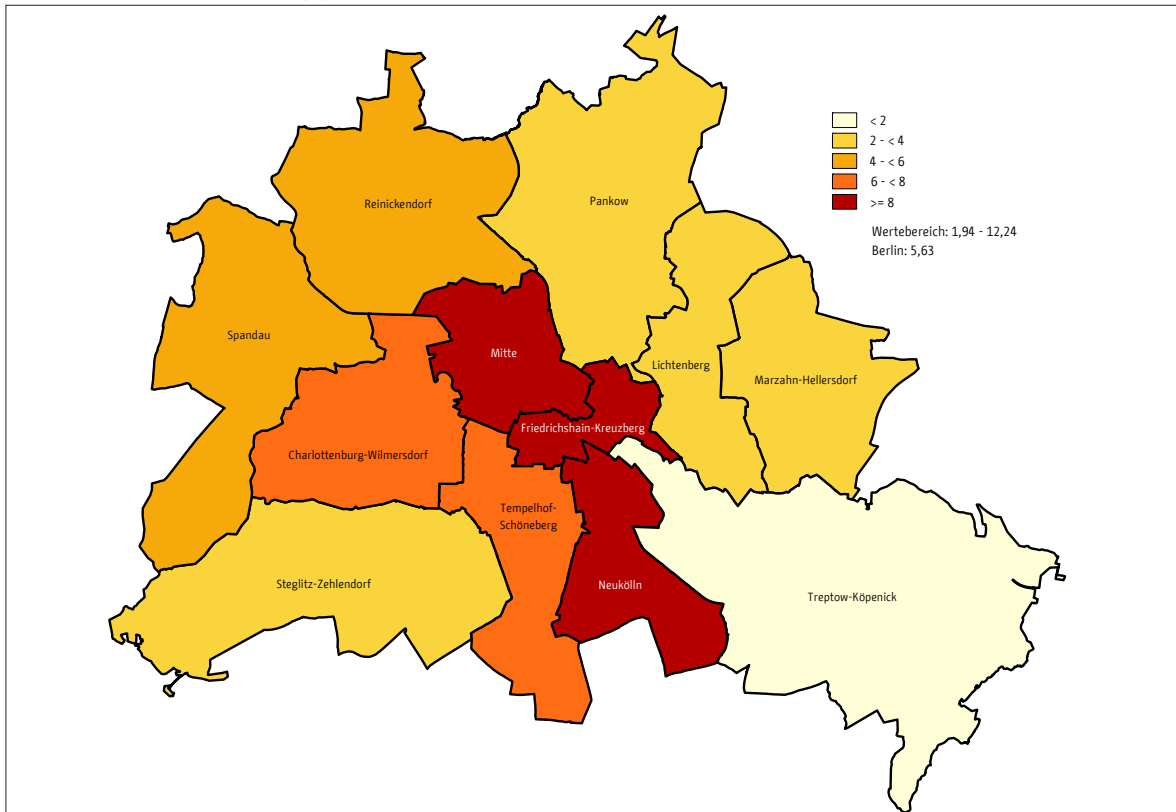 < 2
2 - < 4
4 - < 6
6 - < 8
>= 8
Wertebereich: 1,94 - 12,24
Berlin: 5,63
Reinickendorf
Pankow
Spandau
Mitte
Lichtenberg
Marzahn-Hellersdorf
Friedrichshain-Kreuzberg
Charlottenburg-Wilmersdorf
Tempelhof-
Schöneberg
Steglitz-Zehlendorf
Neukölln
Treptow-Köpenick